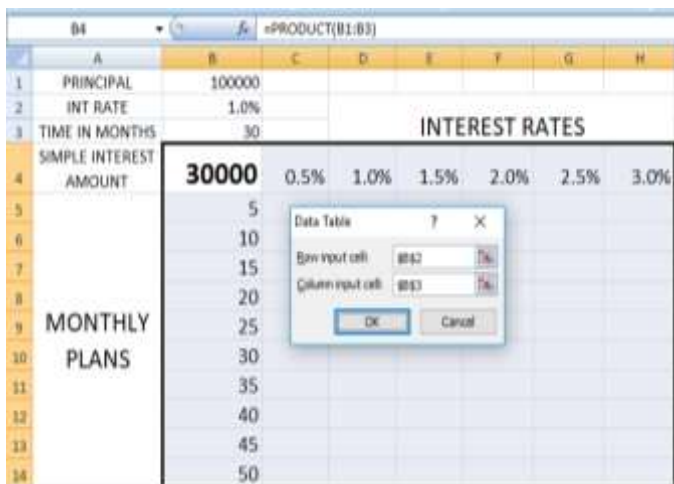 B4 fx =PRODUCT(B1:B3)
A B C D E F G H
1 PRINCIPAL 100000
2 INT RATE 1.0%
3 TIME IN MONTHS 30 INTEREST RATES
SIMPLE INTEREST
4 AMOUNT 30000 0.5% 1.0% 1.5% 2.0% 2.5% 3.0%
5 5
6 10
7 15
8 20
9 MONTHLY 25
10 PLANS 30
11 35
12 40
13 45
14 50
Data Table ? ×
Row input cell: $B$2
Column input cell: $B$3
OK Cancel